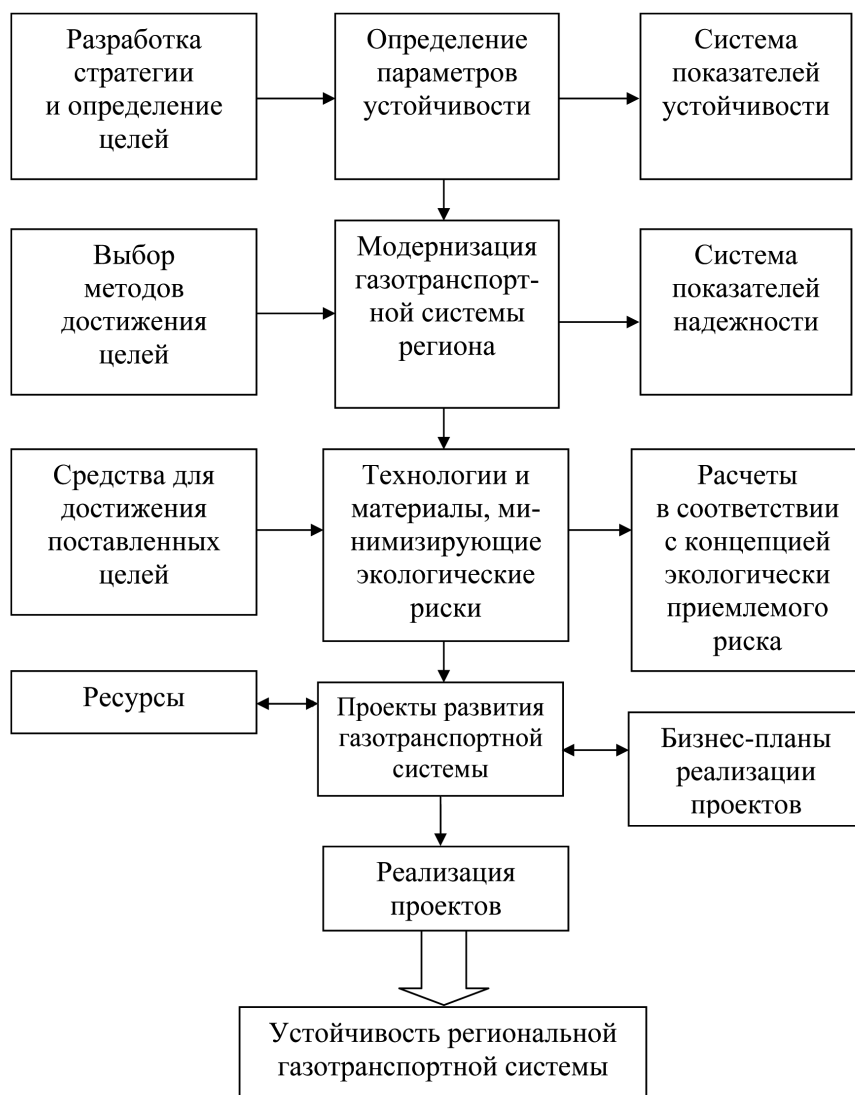 Разработка
стратегии
и определение
целей
Определение
параметров
устойчивости
Система
показателей
устойчивости
Выбор
методов
достижения
целей
Модернизация
газотранспорт-
ной системы
региона
Система
показателей
надежности
Средства для
достижения
поставленных
целей
Технологии и
материалы, ми-
нимизирующие
экологические
риски
Расчеты
в соответствии
с концепцией
экологически
приемлемого
риска
Ресурсы
Проекты развития
газотранспортной
системы
Бизнес-планы
реализации
проектов
Реализация
проектов
Устойчивость региональной
газотранспортной системы